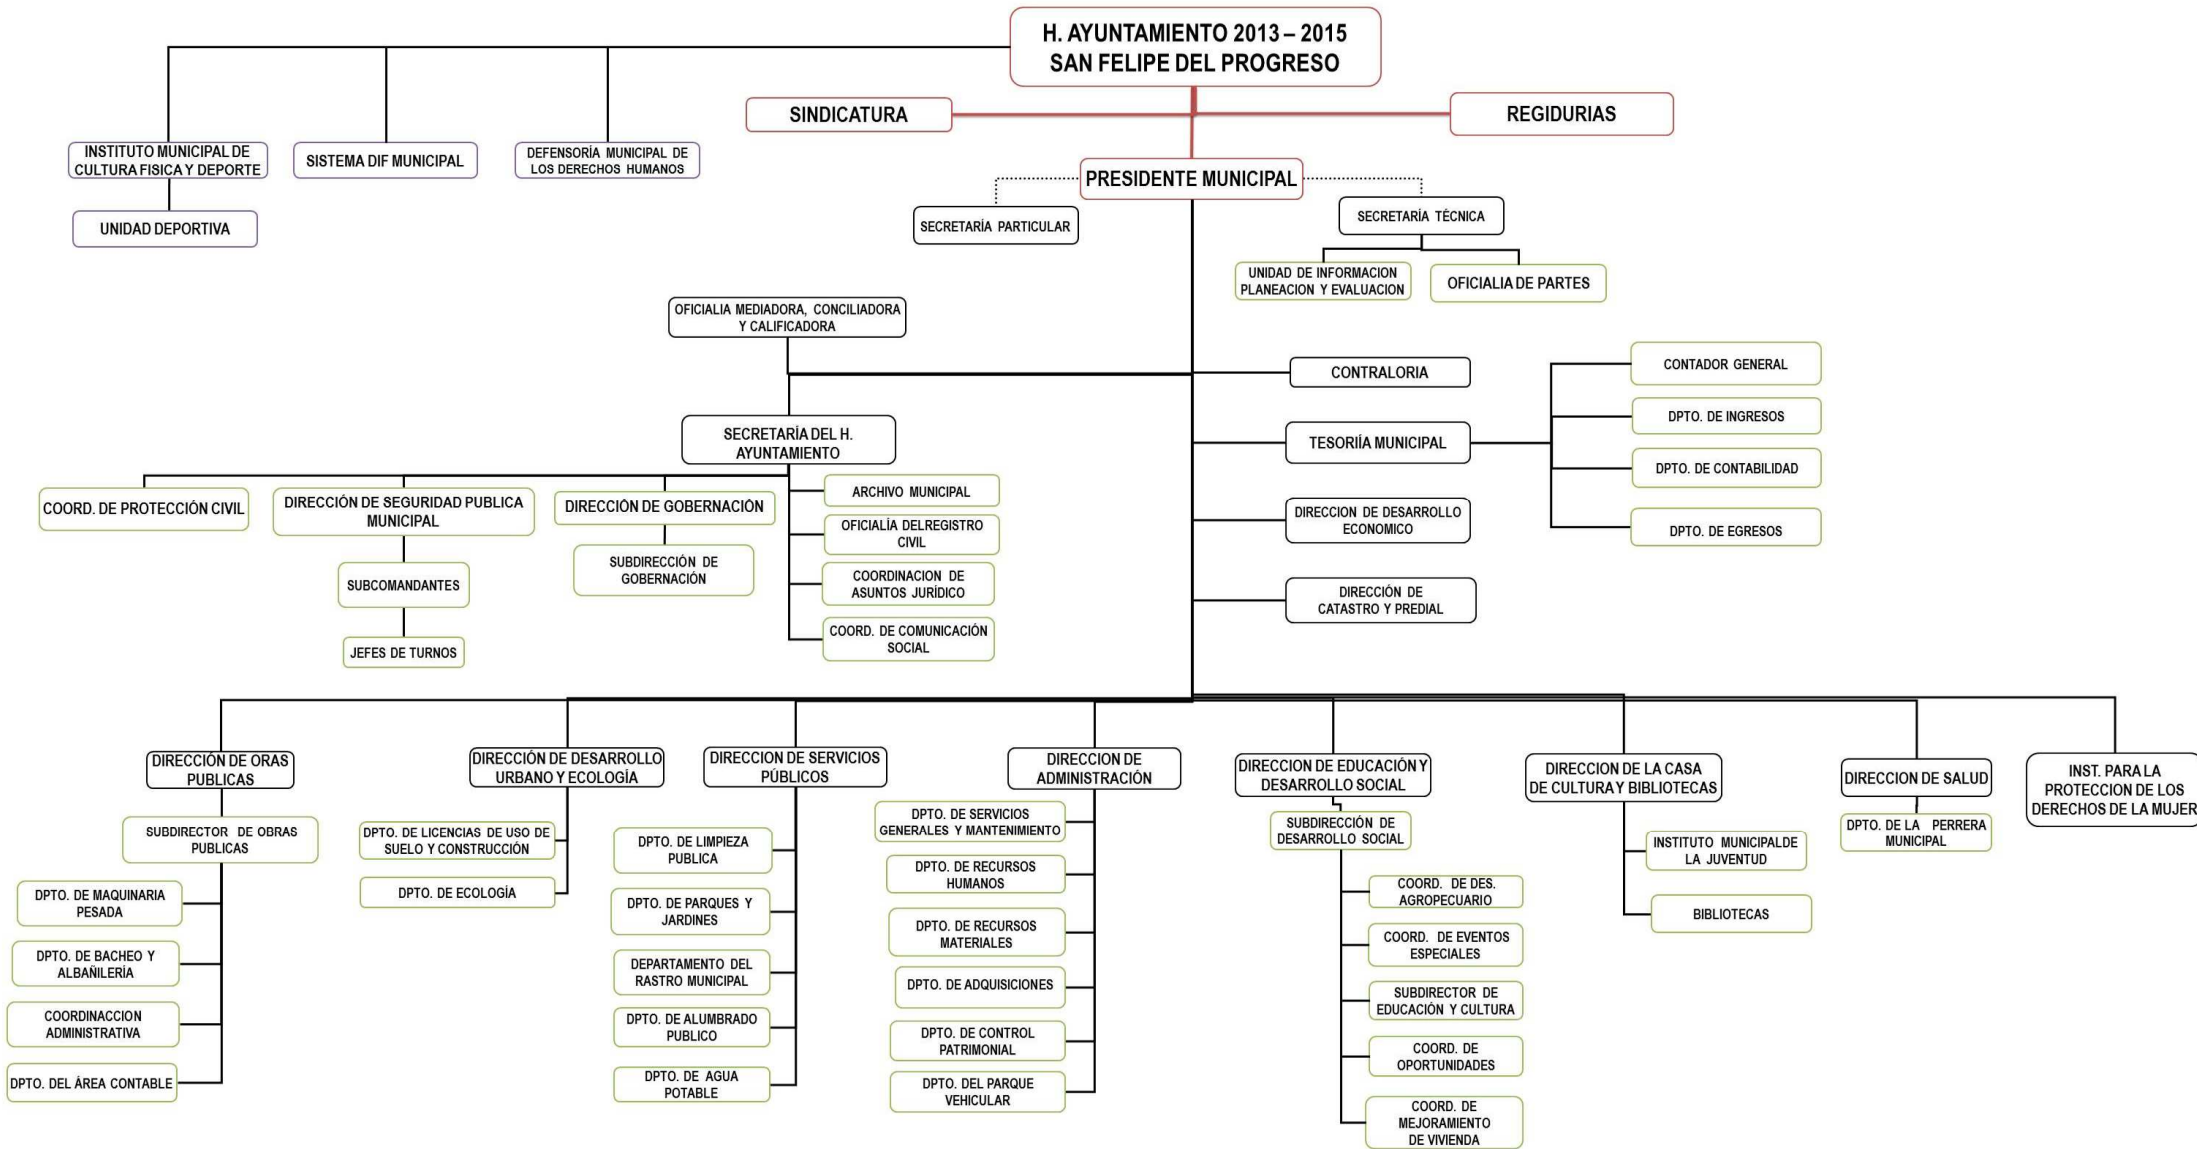 H. AYUNTAMIENTO 2013 – 2015
SAN FELIPE DEL PROGRESO
SINDICATURA
REGIDURIAS
INSTITUTO MUNICIPAL DE
CULTURA FISICA Y DEPORTE
SISTEMA DIF MUNICIPAL
DEFENSORÍA MUNICIPAL DE
LOS DERECHOS HUMANOS
UNIDAD DEPORTIVA
PRESIDENTE MUNICIPAL
SECRETARÍA PARTICULAR
SECRETARÍA TÉCNICA
UNIDAD DE INFORMACION
PLANEACION Y EVALUACION
OFICIALIA DE PARTES
OFICIALIA MEDIADORA, CONCILIADORA
Y CALIFICADORA
CONTRALORIA
TESORIÍA MUNICIPAL
DIRECCION DE DESARROLLO
ECONOMICO
DIRECCIÓN DE
CATASTRO Y PREDIAL
CONTADOR GENERAL
DPTO. DE INGRESOS
DPTO. DE CONTABILIDAD
DPTO. DE EGRESOS
SECRETARÍA DEL H.
AYUNTAMIENTO
COORD. DE PROTECCIÓN CIVIL
DIRECCIÓN DE SEGURIDAD PUBLICA
MUNICIPAL
SUBCOMANDANTES
JEFES DE TURNOS
DIRECCIÓN DE GOBERNACIÓN
SUBDIRECCIÓN DE
GOBERNACIÓN
ARCHIVO MUNICIPAL
OFICIALÍA DELREGISTRO
CIVIL
COORDINACION DE
ASUNTOS JURÍDICO
COORD. DE COMUNICACIÓN
SOCIAL
DIRECCIÓN DE ORAS
PUBLICAS
SUBDIRECTOR DE OBRAS
PUBLICAS
DPTO. DE MAQUINARIA
PESADA
DPTO. DE BACHEO Y
ALBAÑILERÍA
COORDINACCION
ADMINISTRATIVA
DPTO. DEL ÁREA CONTABLE
DIRECCIÓN DE DESARROLLO
URBANO Y ECOLOGÍA
DPTO. DE LICENCIAS DE USO DE
SUELO Y CONSTRUCCIÓN
DPTO. DE ECOLOGÍA
DIRECCION DE SERVICIOS
PÚBLICOS
DPTO. DE LIMPIEZA
PUBLICA
DPTO. DE PARQUES Y
JARDINES
DEPARTAMENTO DEL
RASTRO MUNICIPAL
DPTO. DE ALUMBRADO
PUBLICO
DPTO. DE AGUA
POTABLE
DIRECCION DE
ADMINISTRACIÓN
DPTO. DE SERVICIOS
GENERALES Y MANTENIMIENTO
DPTO. DE RECURSOS
HUMANOS
DPTO. DE RECURSOS
MATERIALES
DPTO. DE ADQUISICIONES
DPTO. DE CONTROL
PATRIMONIAL
DPTO. DEL PARQUE
VEHICULAR
DIRECCION DE EDUCACIÓN Y
DESARROLLO SOCIAL
SUBDIRECCIÓN DE
DESARROLLO SOCIAL
COORD. DE DES.
AGROPECUARIO
COORD. DE EVENTOS
ESPECIALES
SUBDIRECTOR DE
EDUCACIÓN Y CULTURA
COORD. DE
OPORTUNIDADES
COORD. DE
MEJORAMIENTO
DE VIVIENDA
DIRECCION DE LA CASA
DE CULTURA Y BIBLIOTECAS
INSTITUTO MUNICIPALDE
LA JUVENTUD
BIBLIOTECAS
DIRECCION DE SALUD
DPTO. DE LA PERRERA
MUNICIPAL
INST. PARA LA
PROTECCION DE LOS
DERECHOS DE LA MUJER